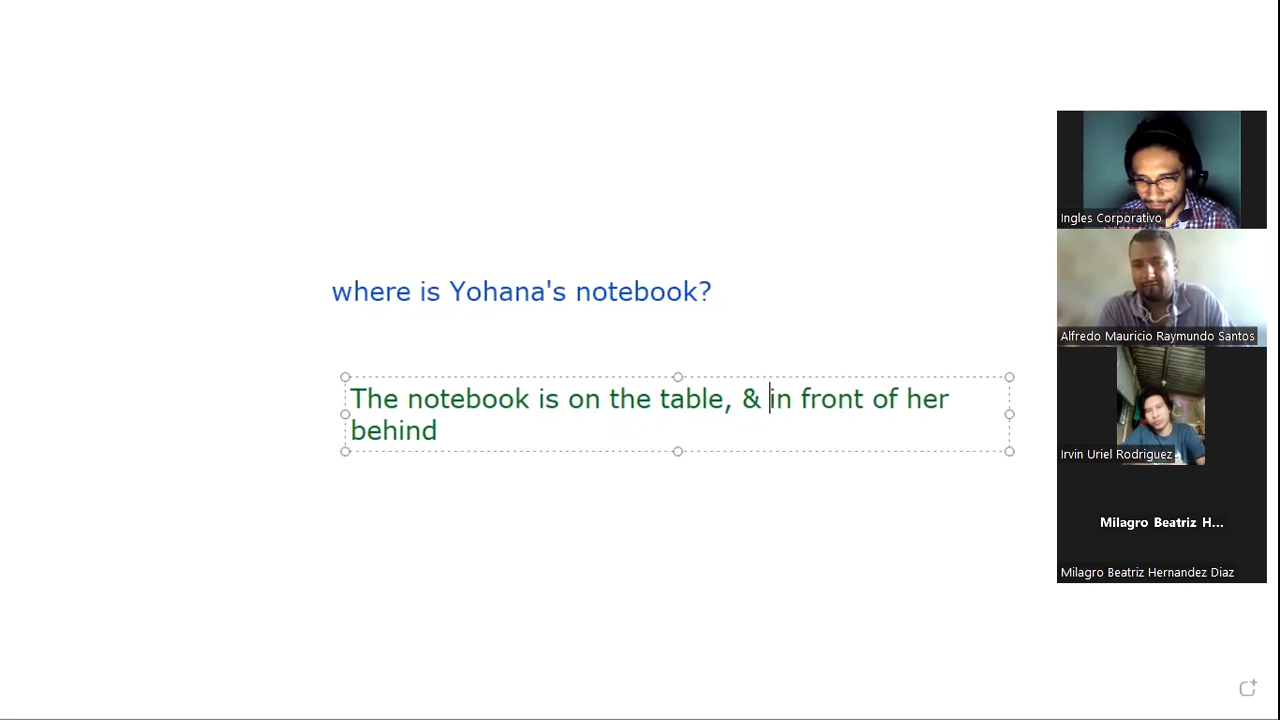 where is Yohana's notebook?
The notebook is on the table, & in front of her
behind
Ingles Corporativo
Alfredo Mauricio Raymundo Santos
Irvin Uriel Rodriguez
Milagro Beatriz H...
Milagro Beatriz Hernandez Diaz